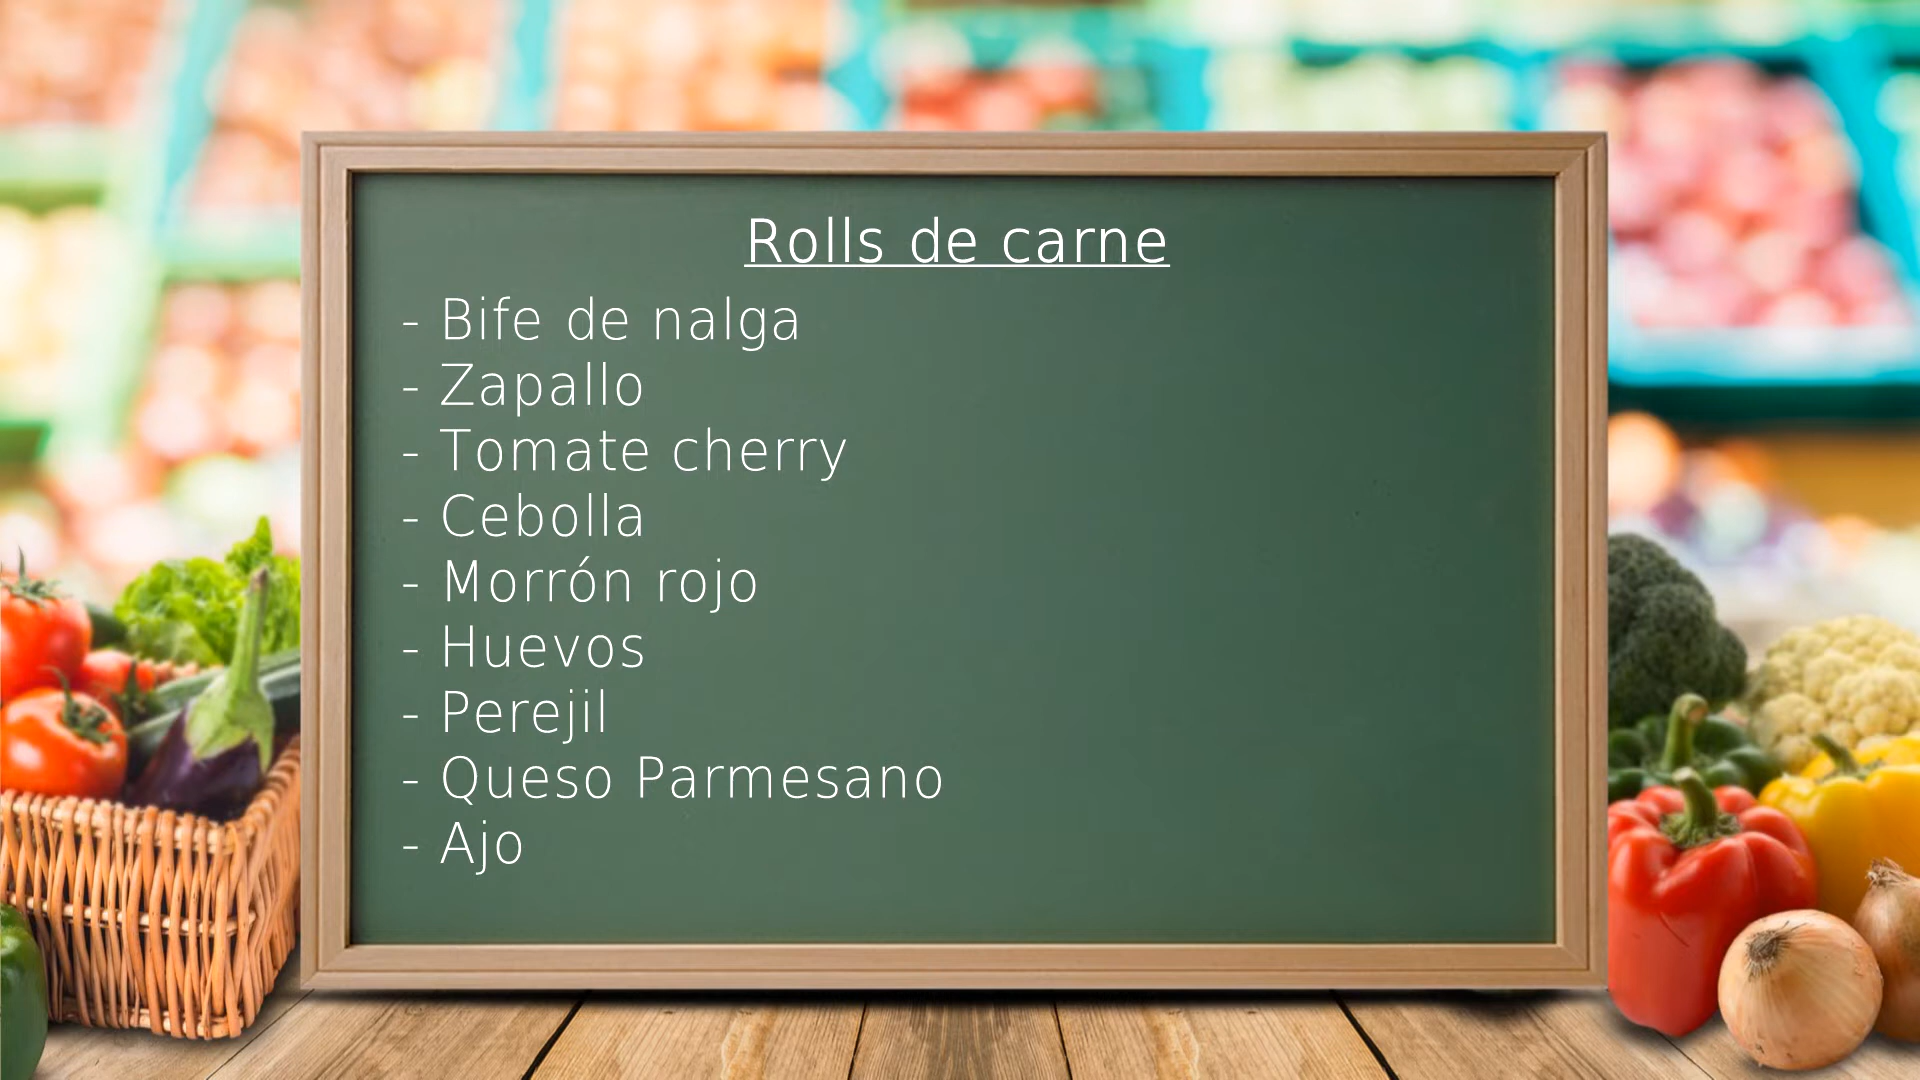 Rolls de carne
- Bife de nalga
- Zapallo
- Tomate cherry
- Cebolla
- Morrón rojo
- Huevos
- Perejil
- Queso Parmesano
- Ajo